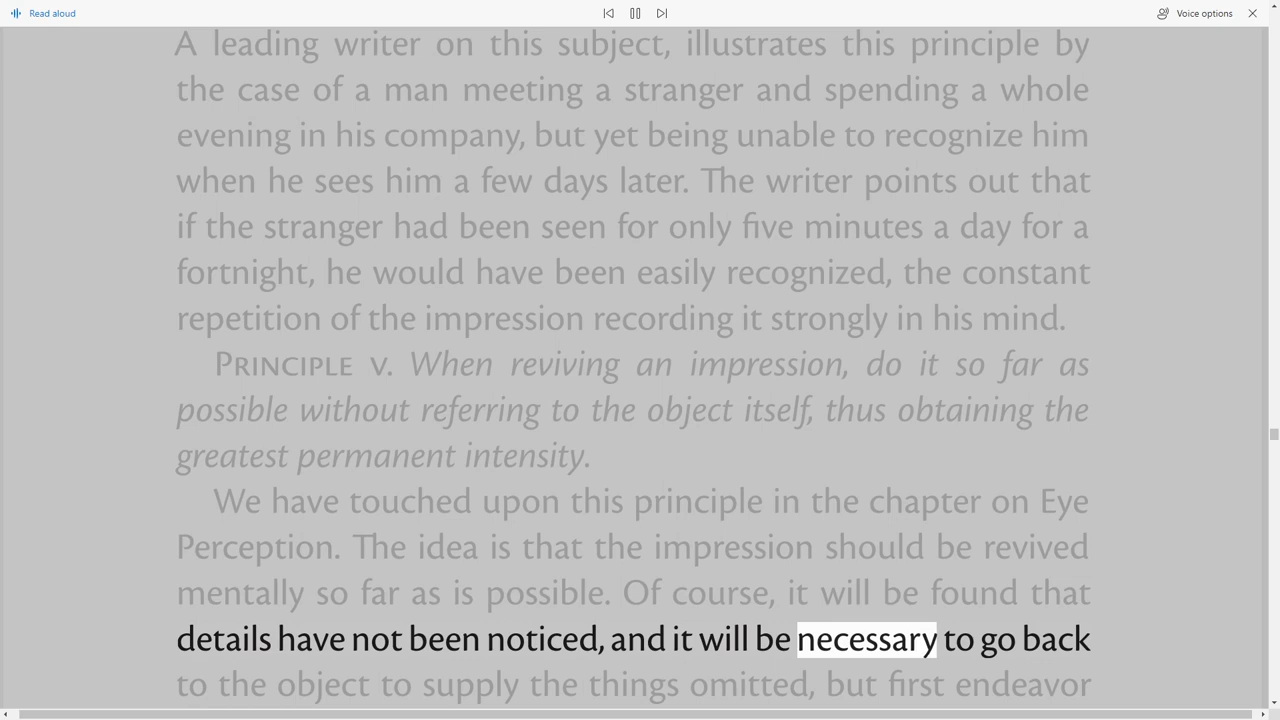 Read aloud
Voice options
A leading writer on this subject, illustrates this principle by
the case of a man meeting a stranger and spending a whole
evening in his company, but yet being unable to recognize him
when he sees him a few days later. The writer points out that
if the stranger had been seen for only five minutes a day for a
fortnight, he would have been easily recognized, the constant
repetition of the impression recording it strongly in his mind.
PRINCIPLE V. When reviving an impression, do it so far as
possible without referring to the object itself, thus obtaining the
greatest permanent intensity.
We have touched upon this principle in the chapter on Eye
Perception. The idea is that the impression should be revived
mentally so far as is possible. Of course, it will be found that
details have not been noticed, and it will be necessary to go back
to the object to supply the things omitted, but first endeavor